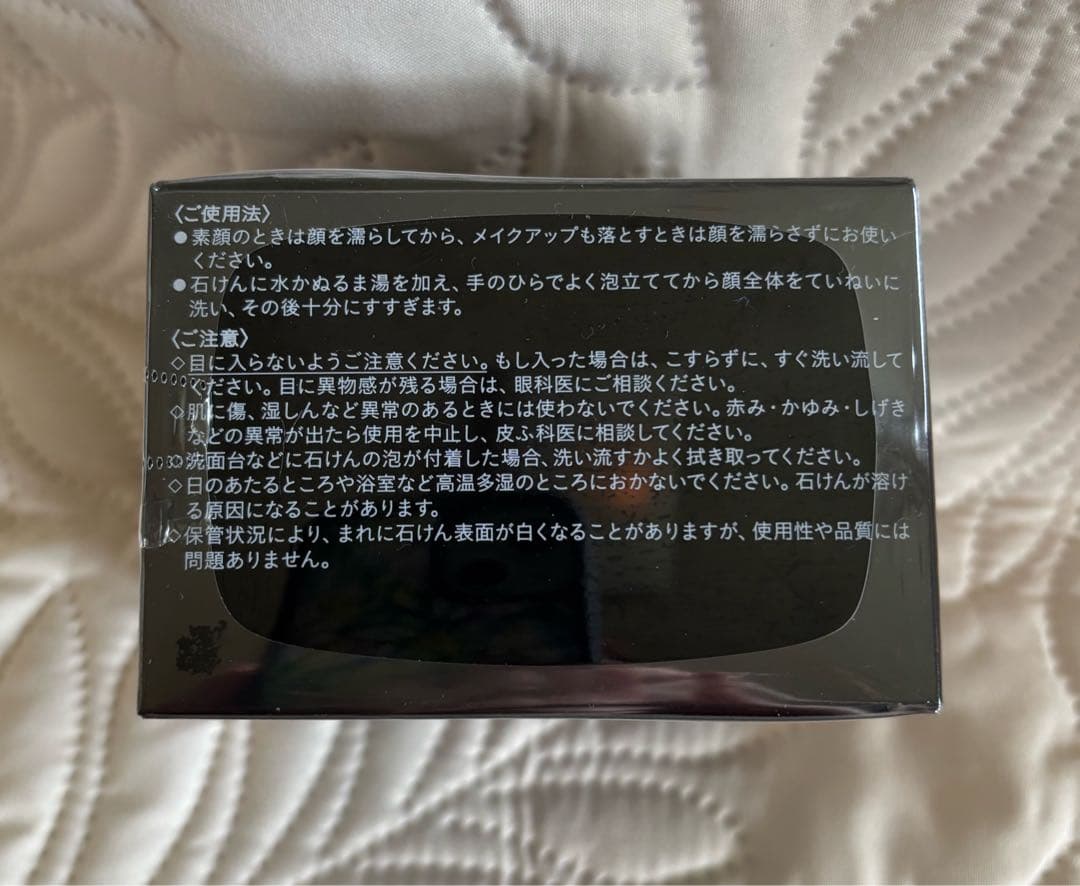 〈ご使用法〉
●素顔のときは顔を濡らしてから、メイクアップも落とすときは顔を濡らさずにお使い
ください。
●石けんに水かぬるま湯を加え、手のひらでよく泡立ててから顔全体をていねいに
洗い、その後十分にすすぎます。
〈ご注意〉
◇目に入らないようご注意ください。もし入った場合は、こすらずに、すぐ洗い流して
ください。目に異物感が残る場合は、眼科医にご相談ください。
◇肌に傷、湿しんなど異常のあるときには使わないでください。赤み・かゆみ・しげき
などの異常が出たら使用を中止し、皮ふ科医に相談してください。
◇洗面台などに石けんの泡が付着した場合、洗い流すかよく拭き取ってください。
◇日のあたるところや浴室など高温多湿のところにおかないでください。石けんが溶け
る原因になることがあります。
◇保管状況により、まれに石けん表面が白くなることがありますが、使用性や品質には
問題ありません。